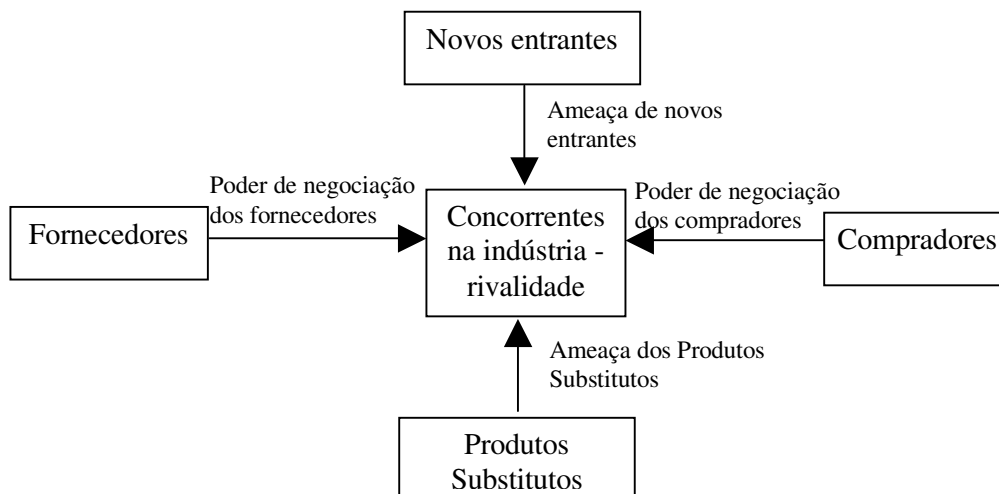 Novos entrantes
Ameaça de novos
entrantes
Poder de negociação
dos fornecedores
Poder de negociação
dos compradores
Fornecedores
Concorrentes
na indústria -
rivalidade
Compradores
Ameaça dos Produtos
Substitutos
Produtos
Substitutos